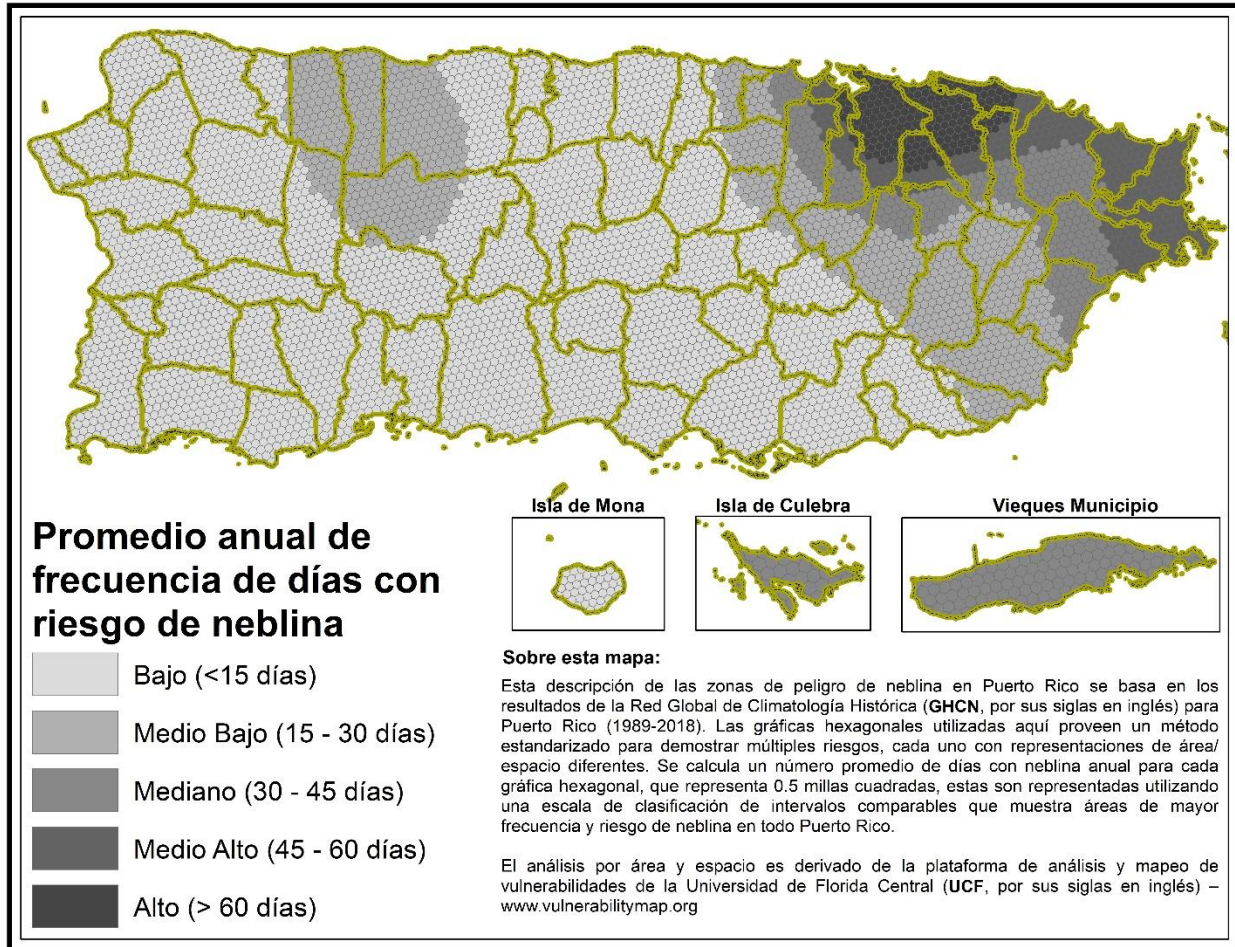 Isla de Mona
Isla de Culebra
Vieques Municipio
Promedio anual de
frecuencia de días con
riesgo de neblina
Bajo (<15 días)
Medio Bajo (15 - 30 días)
Mediano (30 - 45 días)
Medio Alto (45 - 60 días)
Alto (> 60 días)
Sobre esta mapa:
Esta descripción de las zonas de peligro de neblina en Puerto Rico se basa en los
resultados de la Red Global de Climatología Histórica (GHCN, por sus siglas en inglés) para
Puerto Rico (1989-2018). Las gráficas hexagonales utilizadas aquí proveen un método
estandarizado para demostrar múltiples riesgos, cada uno con representaciones de área/
espacio diferentes. Se calcula un número promedio de días con neblina anual para cada
gráfica hexagonal, que representa 0.5 millas cuadradas, estas son representadas utilizando
una escala de clasificación de intervalos comparables que muestra áreas de mayor
frecuencia y riesgo de neblina en todo Puerto Rico.
El análisis por área y espacio es derivado de la plataforma de análisis y mapeo de
vulnerabilidades de la Universidad de Florida Central (UCF, por sus siglas en inglés) –
www.vulnerabilitymap.org